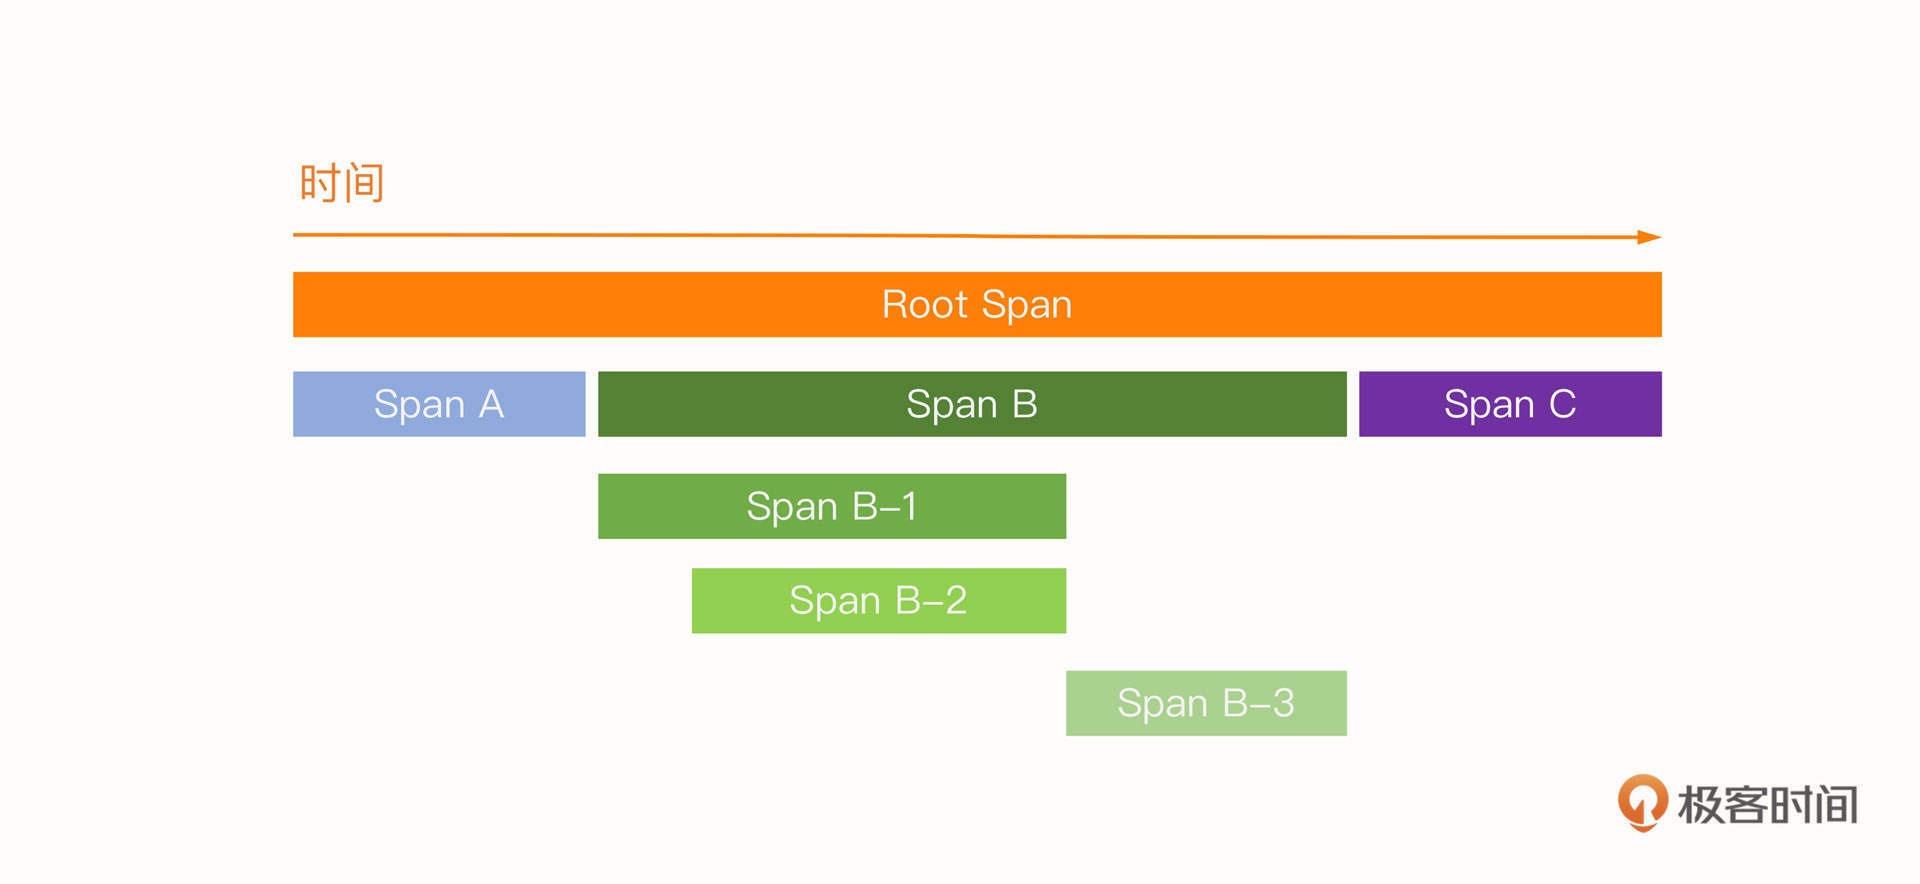 时间
Root Span
Span A
Span B
Span C
Span B-1
Span B-2
Span B-3
极客时间